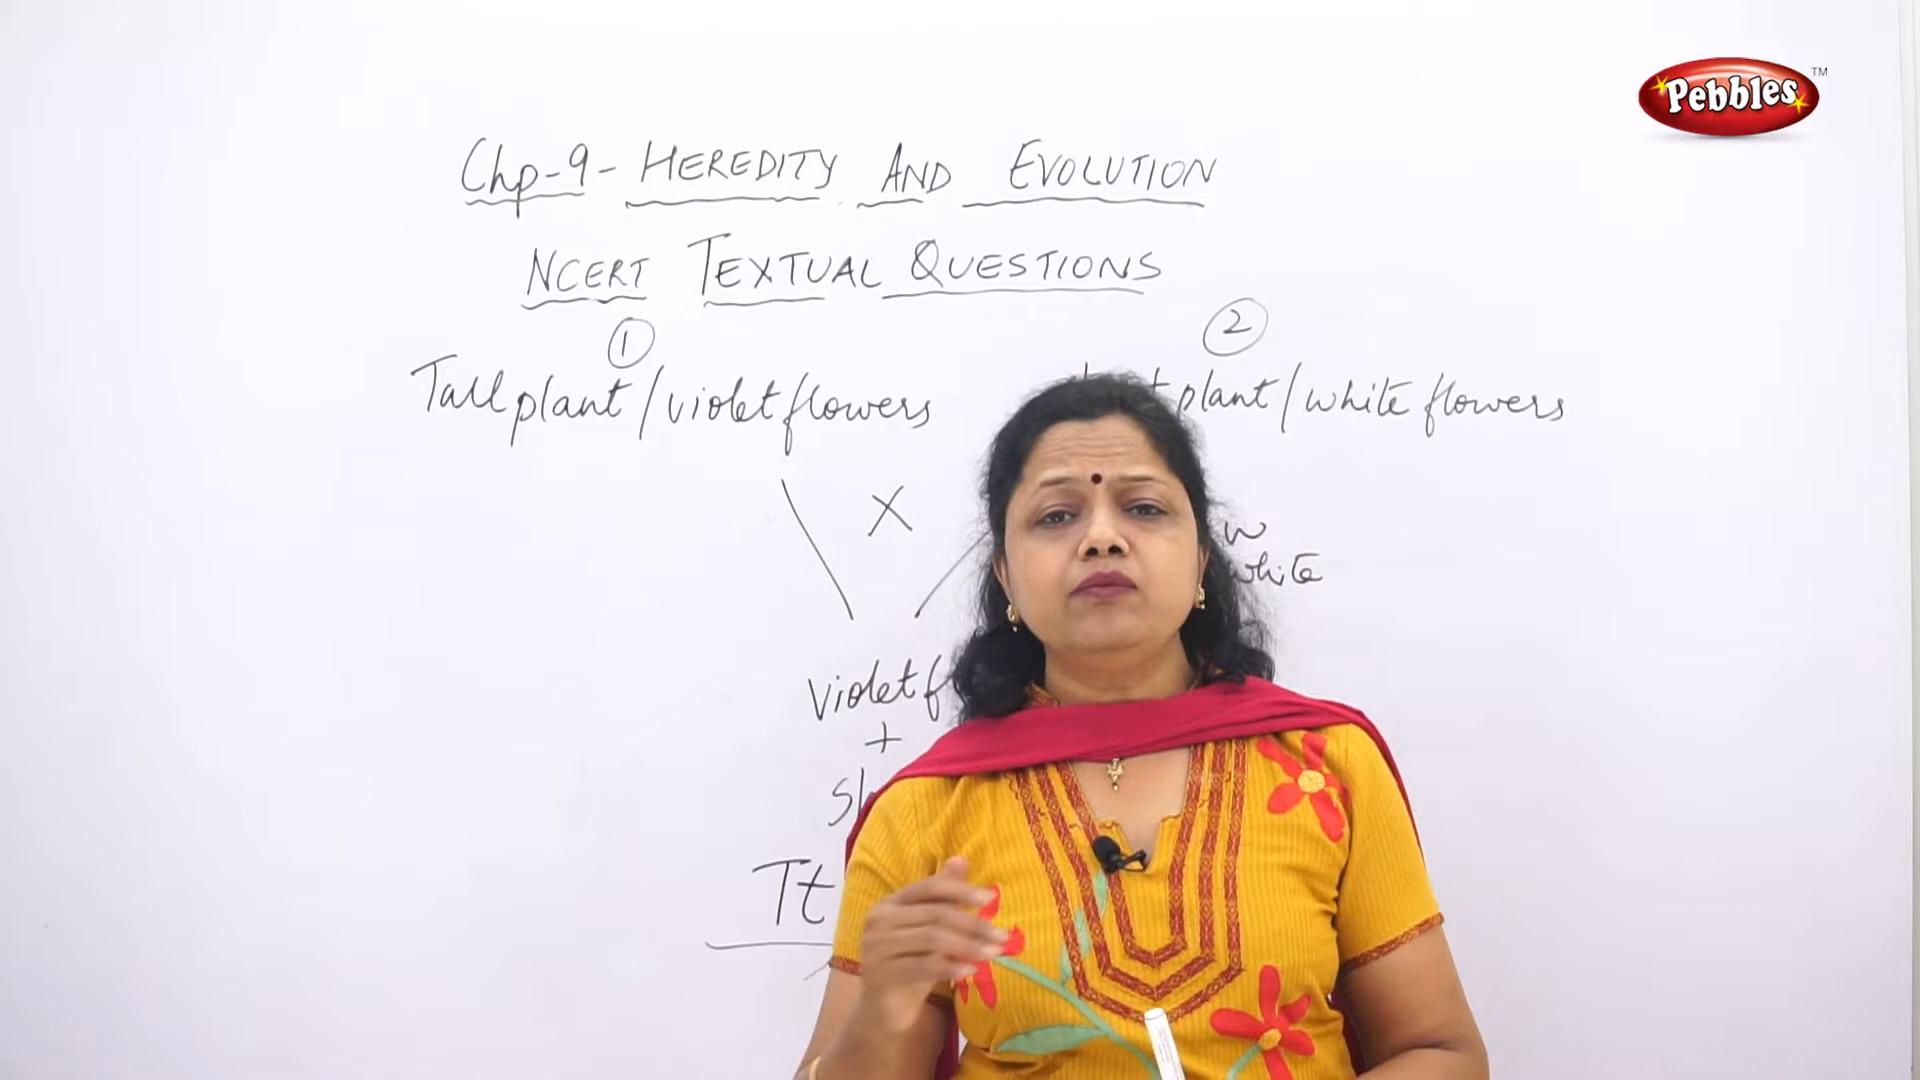 Pebbles TM
Chp-9- HEREDITY AND EVOLUTION
NCERT TEXTUAL QUESTIONS
1 2
Tall plant / violet flowers plant / white flowers
X
w
white
violet
+
Tt